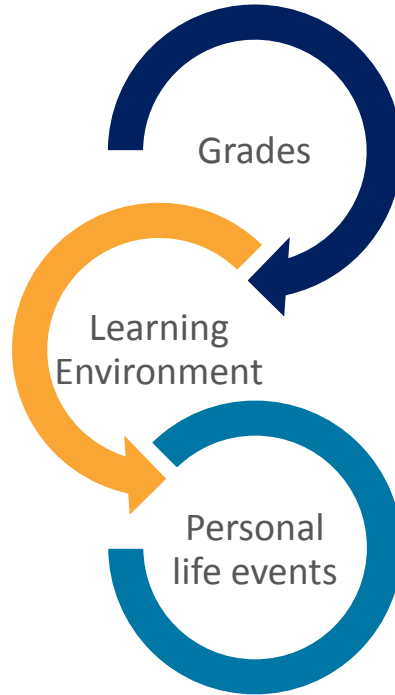 Grades
Learning
Environment
Personal
life events